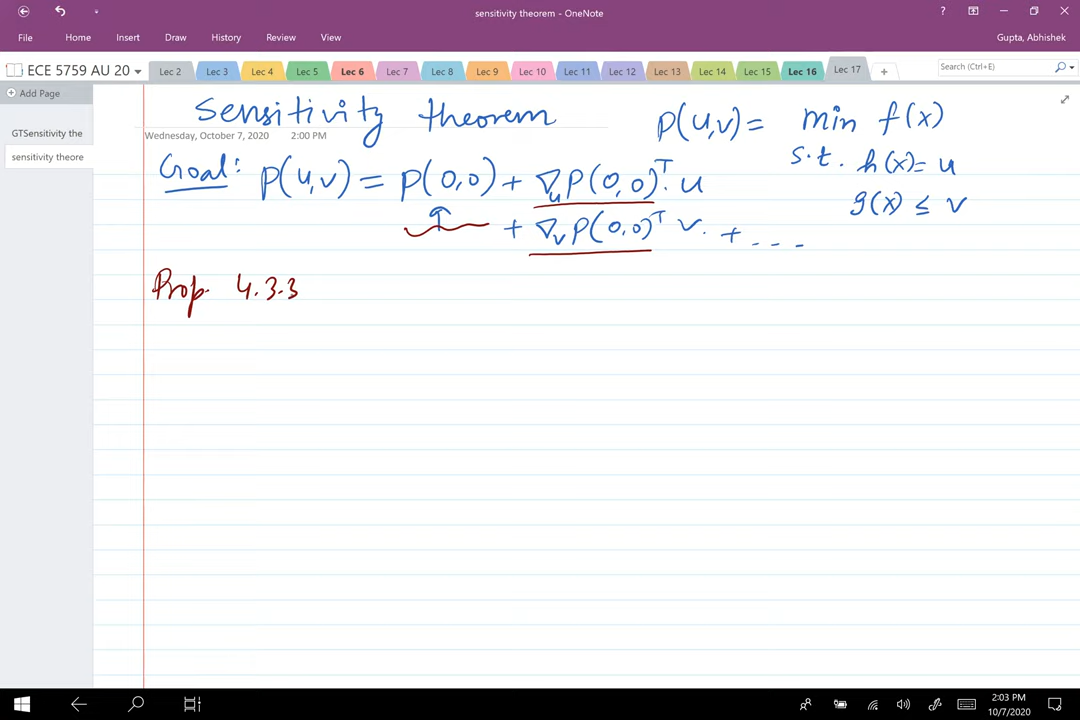 sensitivity theorem - OneNote
?
File Home Insert Draw History Review View Gupta, Abhishek
ECE 5759 AU 20 Lec 2 Lec 3 Lec 4 Lec 5 Lec 6 Lec 7 Lec 8 Lec 9 Lec 10 Lec 11 Lec 12 Lec 13 Lec 14 Lec 15 Lec 16 Lec 17 + Search (Ctrl+E)
Add Page
GTSensitivity the
sensitivity theore
Sensitivity theorem
Wednesday, October 7, 2020 2:00 PM
P(u,v) = min f(x)
s.t. h(x) = u
g(x) ≤ v
Goal: P(u,v) = P(0,0) + ∇uP(0,0)ᵀ. u
+ ∇vP(0,0)ᵀ v. + ...
Prop. 4.3.3
2:03 PM
10/7/2020